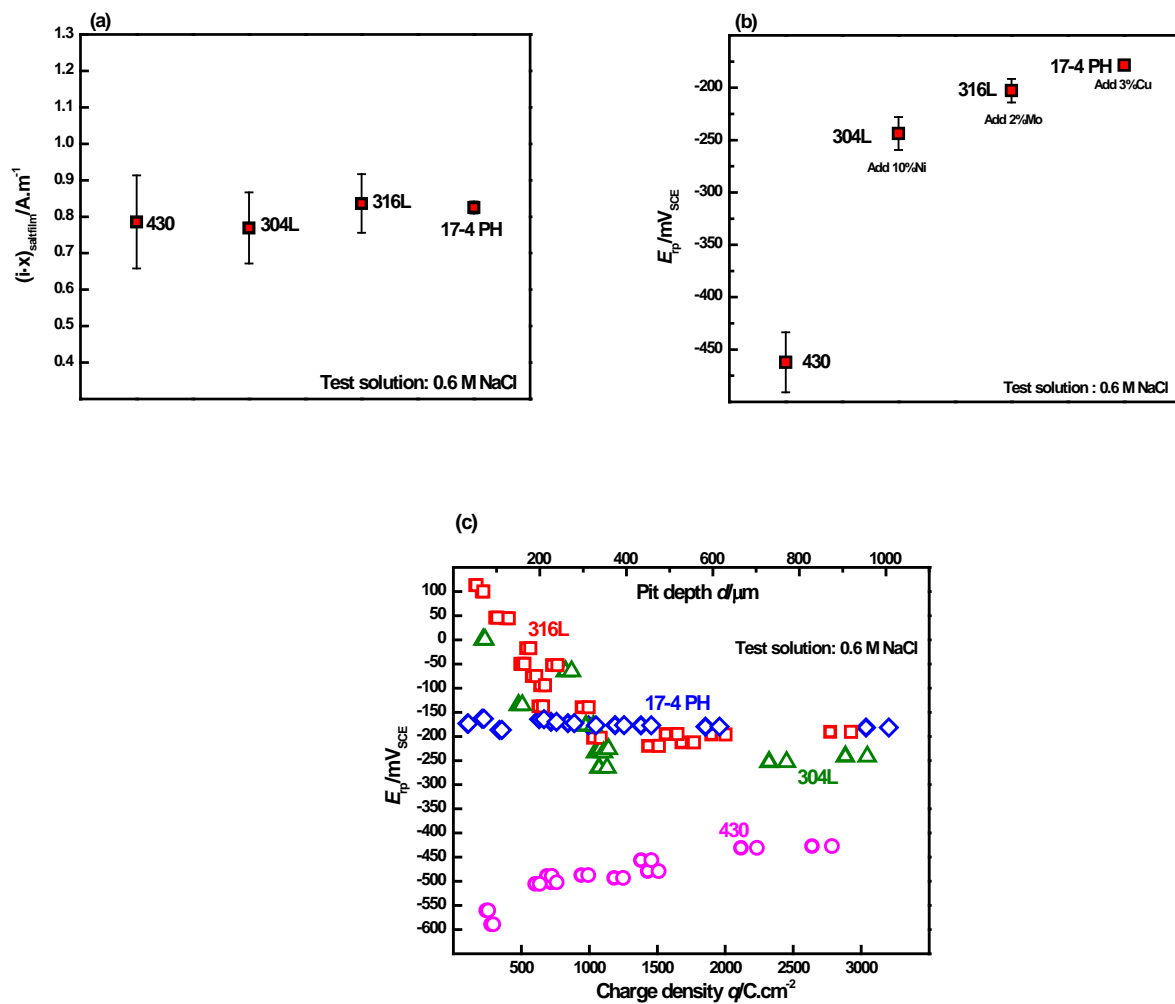 (a)
1.3
1.2
1.1
1.0
0.9
0.8
0.7
0.6
0.5
0.4
(i·x)saltfilm/A.m-1
430
304L
316L
17-4 PH
Test solution: 0.6 M NaCl
(b)
-200
-250
-300
-350
-400
-450
Erp/mVSCE
430
304L
Add 10%Ni
316L
Add 2%Mo
17-4 PH
Add 3%Cu
Test solution : 0.6 M NaCl
(c)
0 200 400 600 800 1000
Pit depth d/μm
100
50
0
-50
-100
-150
-200
-250
-300
-350
-400
-450
-500
-550
-600
Erp/mVSCE
316L
Test solution: 0.6 M NaCl
17-4 PH
304L
430
500 1000 1500 2000 2500 3000
Charge density q/C.cm-2